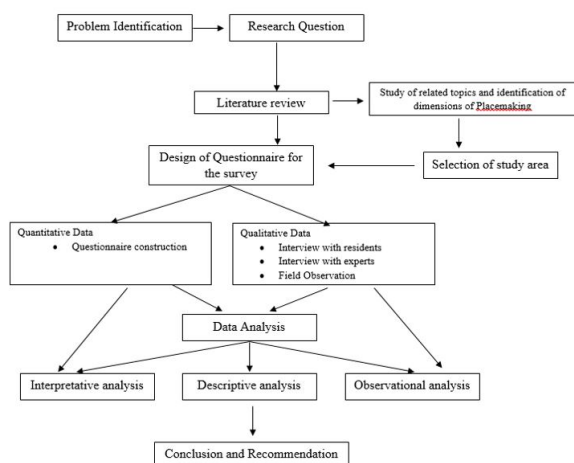 Problem Identification
Research Question
Literature review
Study of related topics and identification of
dimensions of Placemaking
Design of Questionnaire for
the survey
Selection of study area
Quantitative Data
• Questionnaire construction
Qualitative Data
• Interview with residents
• Interview with experts
• Field Observation
Data Analysis
Interpretative analysis
Descriptive analysis
Observational analysis
Conclusion and Recommendation